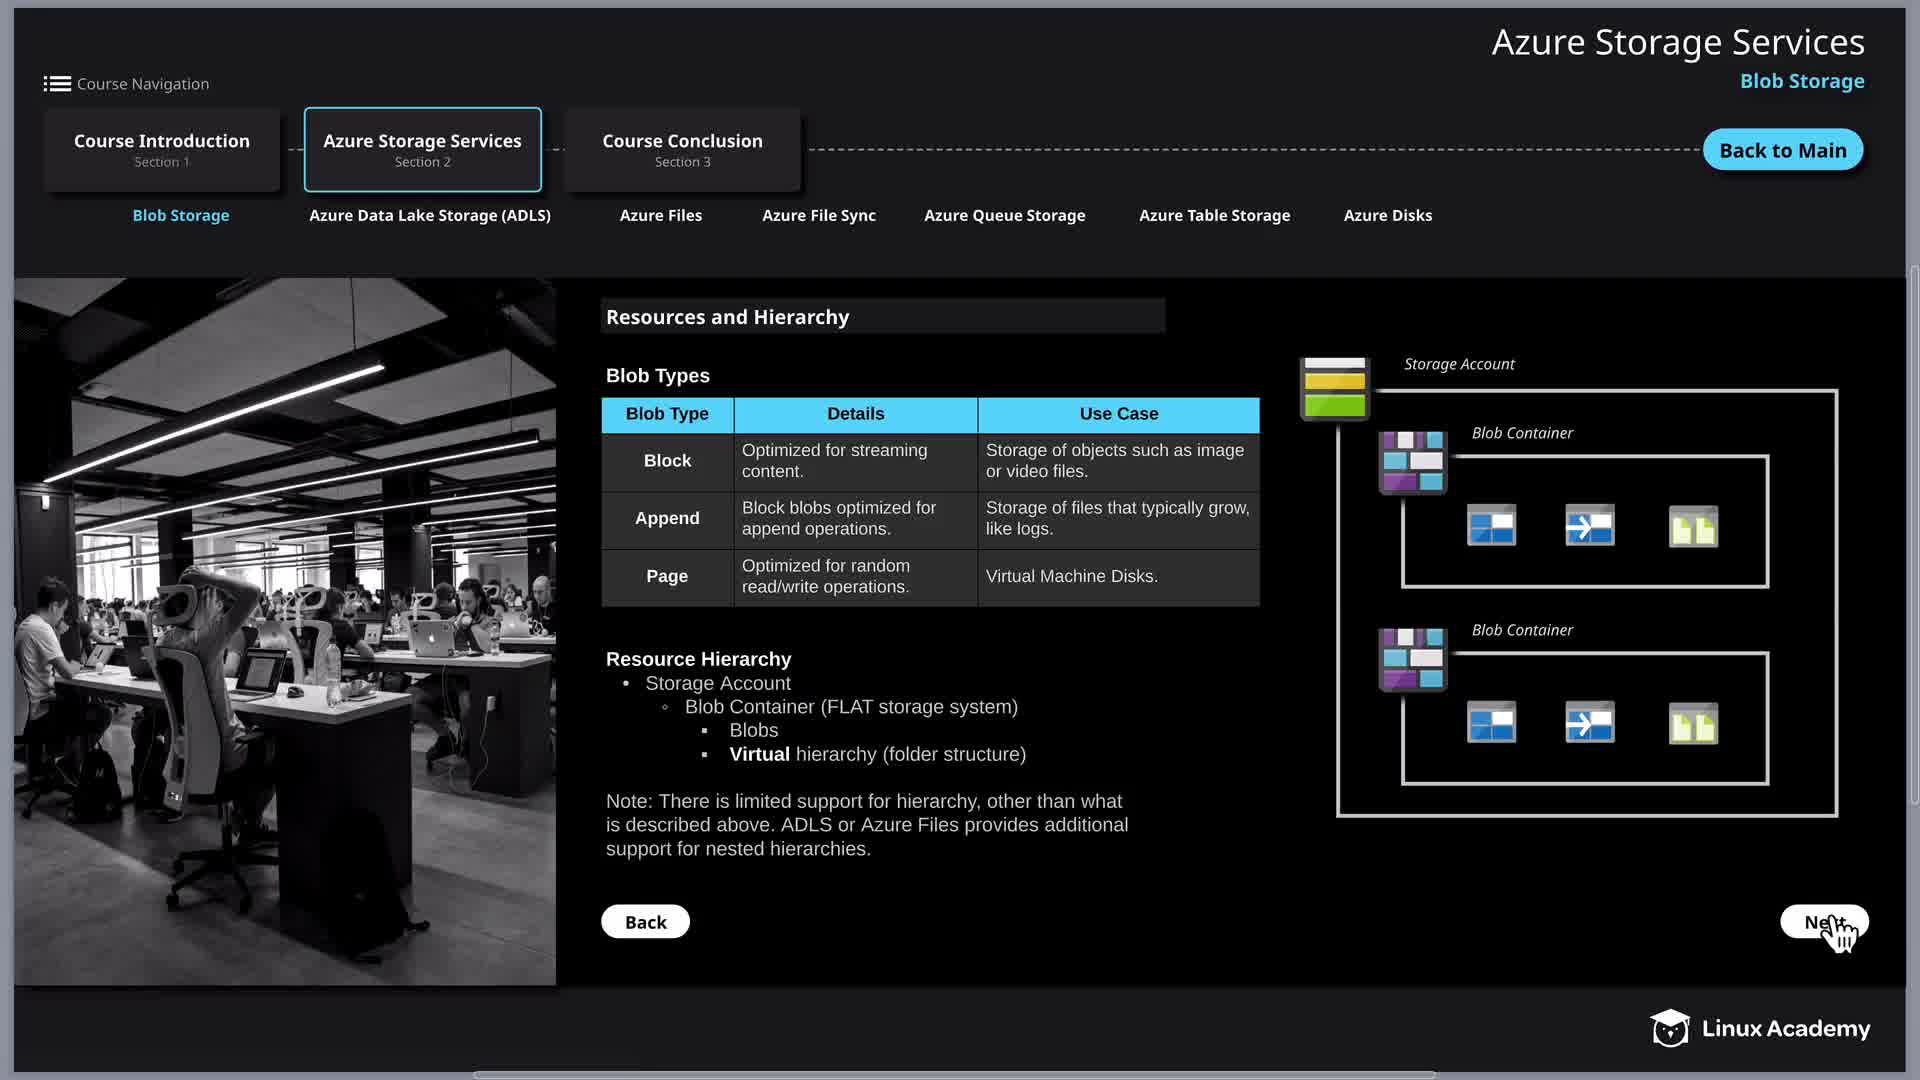 Azure Storage Services
Blob Storage
Course Navigation
Course Introduction
Section 1
Azure Storage Services
Section 2
Course Conclusion
Section 3
Back to Main
Blob Storage
Azure Data Lake Storage (ADLS)
Azure Files
Azure File Sync
Azure Queue Storage
Azure Table Storage
Azure Disks
Resources and Hierarchy
Blob Types
Blob Type
Details
Use Case
Block
Optimized for streaming
content.
Storage of objects such as image
or video files.
Append
Block blobs optimized for
append operations.
Storage of files that typically grow,
like logs.
Page
Optimized for random
read/write operations.
Virtual Machine Disks.
Resource Hierarchy
• Storage Account
◦ Blob Container (FLAT storage system)
▪ Blobs
▪ Virtual hierarchy (folder structure)
Note: There is limited support for hierarchy, other than what
is described above. ADLS or Azure Files provides additional
support for nested hierarchies.
Storage Account
Blob Container
Blob Container
Back
Next
Linux Academy